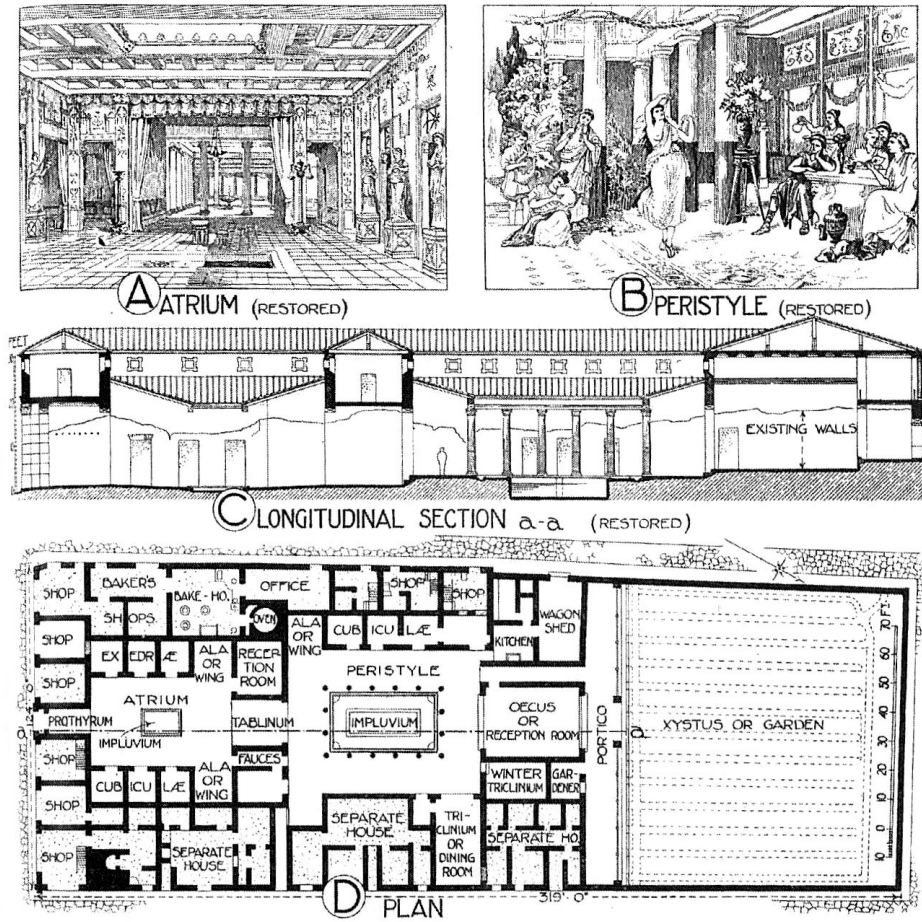 A ATRIUM (RESTORED)
B PERISTYLE (RESTORED)
FEET
EXISTING WALLS
C LONGITUDINAL SECTION a-a (RESTORED)
SHOP
BAKER'S
SHOPS
BAKE-HO.
OFFICE
OVEN
SHOP
SHOP
ALA OR WING
CUB ICU LÆ
KITCHEN
WAGON SHED
SHOP
EX EDR Æ
ALA OR WING
RECEPTION ROOM
SHOP
ATRIUM
PERISTYLE
PROTHYRUM
IMPLUVIUM
TABLINUM
IMPLUVIUM
OECUS OR RECEPTION ROOM
PORTICO
a
a
XYSTUS OR GARDEN
SHOP
FAUCES
CUB ICU LÆ
ALA OR WING
WINTER TRICLINIUM
GARDENER
SHOP
SEPARATE HOUSE
TRICLINIUM OR DINING ROOM
SEPARATE HO.
SHOP
SEPARATE HOUSE
10 0 10 20 30 40 50 60 70 FT.
319'. 0"
D PLAN